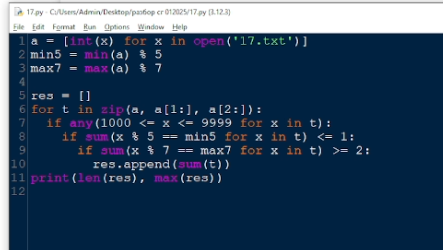 17.py - C:/Users/Admin/Desktop/разбор ст 012025/17.py (3.12.3)
File Edit Format Run Options Window Help
1 a = [int(x) for x in open('17.txt')]
2 min5 = min(a) % 5
3 max7 = max(a) % 7
4
5 res = []
6 for t in zip(a, a[1:], a[2:]):
7 if any(1000 <= x <= 9999 for x in t):
8 if sum(x % 5 == min5 for x in t) <= 1:
9 if sum(x % 7 == max7 for x in t) >= 2:
10 res.append(sum(t))
11 print(len(res), max(res))
12